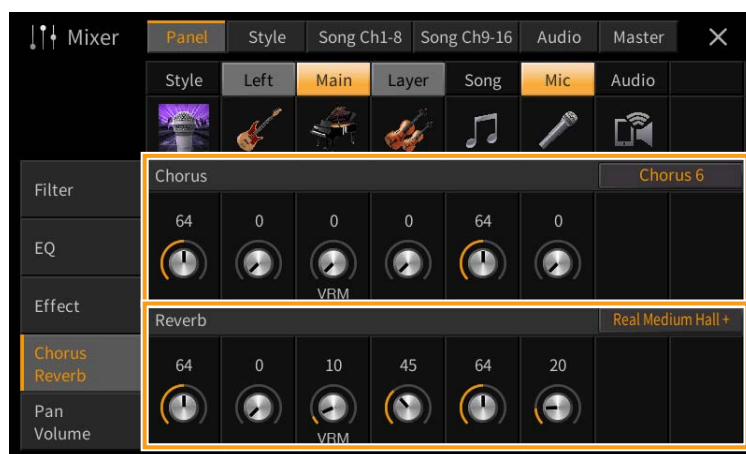 Mixer
Panel Style Song Ch1-8 Song Ch9-16 Audio Master
Style Left Main Layer Song Mic Audio
Filter
EQ
Effect
Chorus
Reverb
Pan
Volume
Chorus Chorus 6
64 0 0 0 64 0
VRM
Reverb Real Medium Hall +
64 0 10 45 64 20
VRM